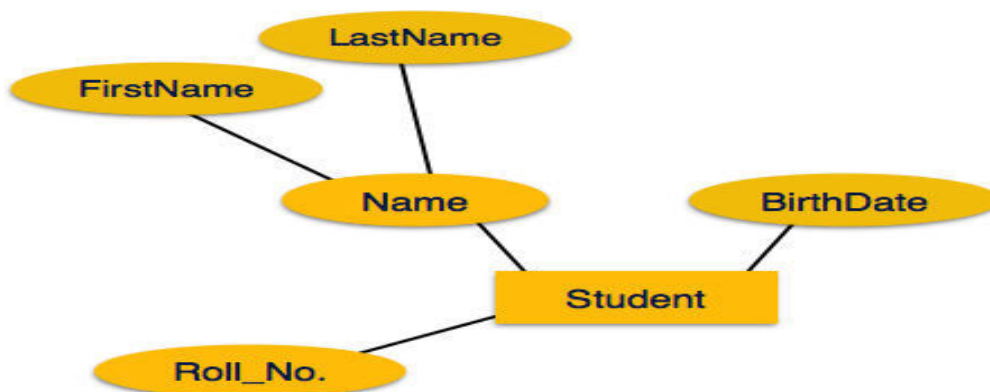 LastName
FirstName
Name
BirthDate
Student
Roll_No.